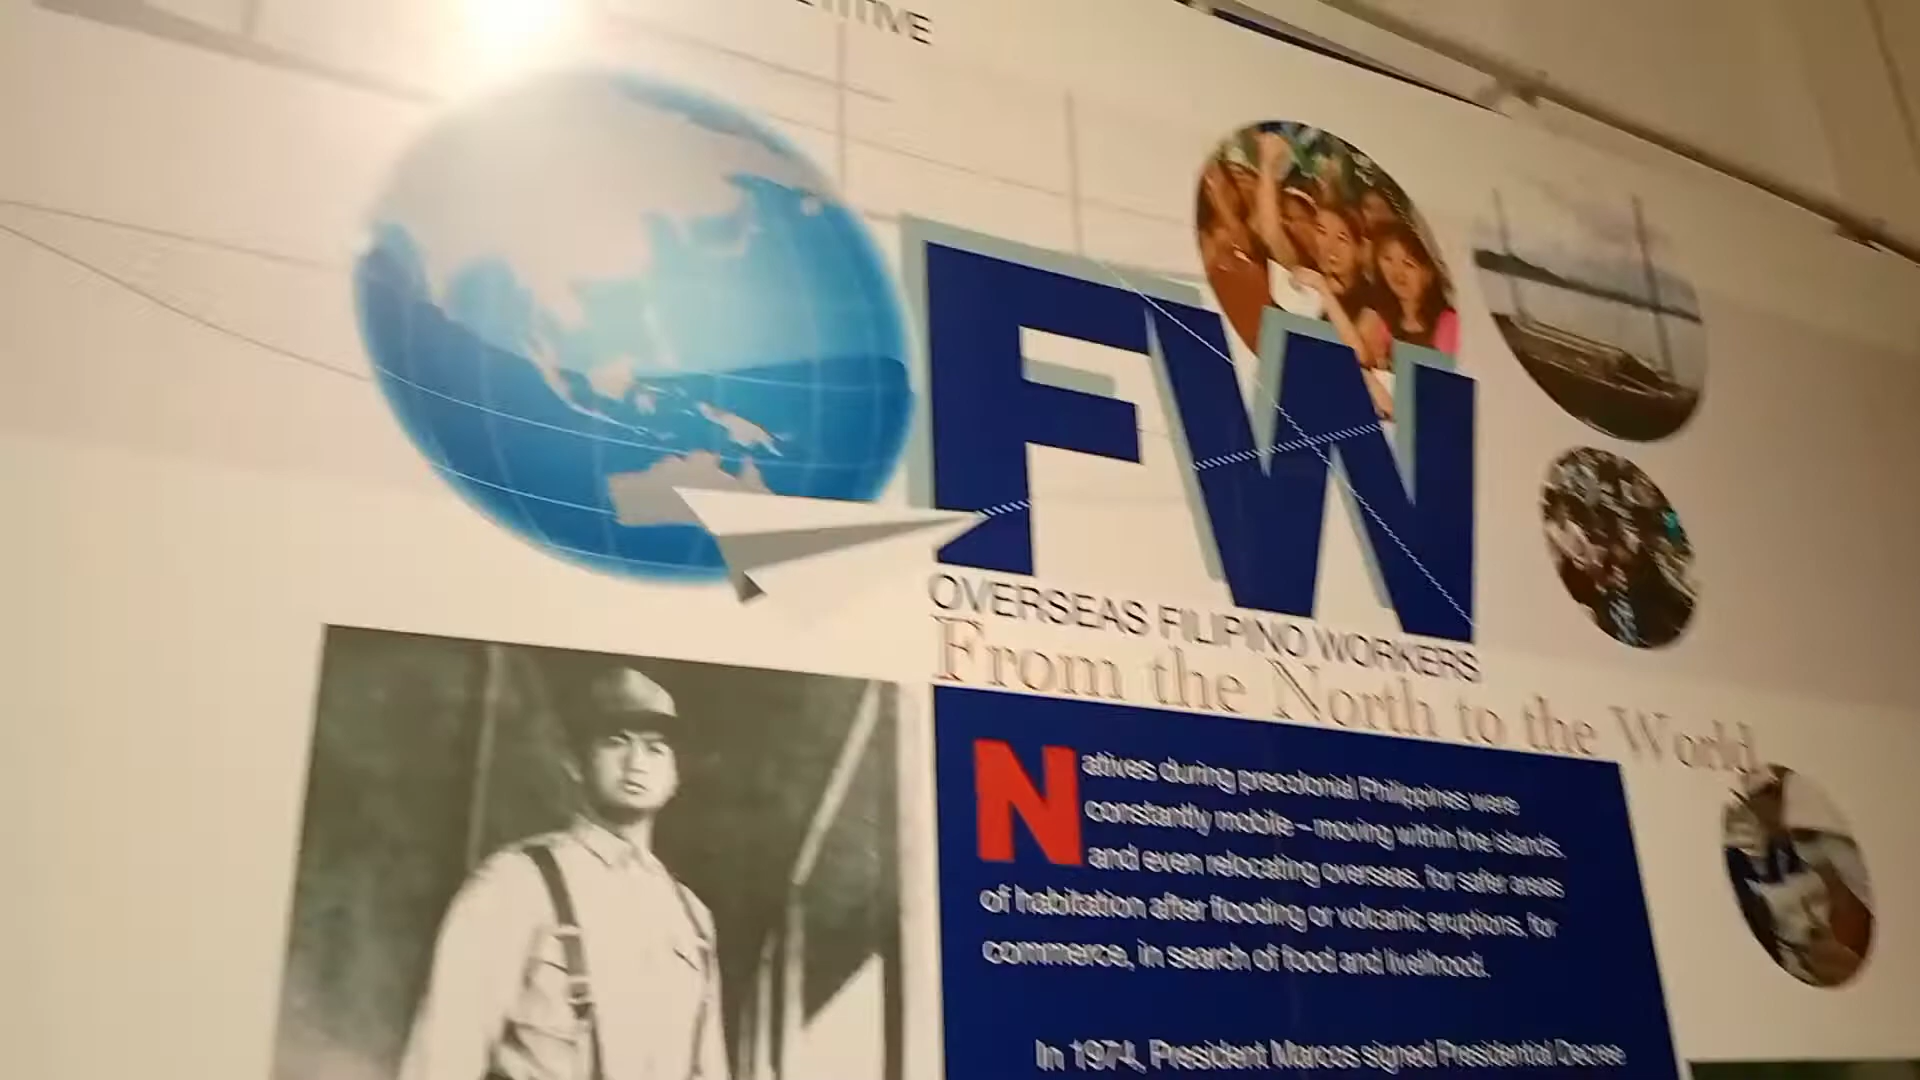 FW
OVERSEAS FILIPINO WORKERS
From the North to the World
Natives during precolonial Philippines were
constantly mobile – moving within the islands,
and even relocating overseas, for safer areas
of habitation after flooding or volcanic eruptions, for
commerce, in search of food and livelihood.
In 1974, President Marcos signed Presidential Decree